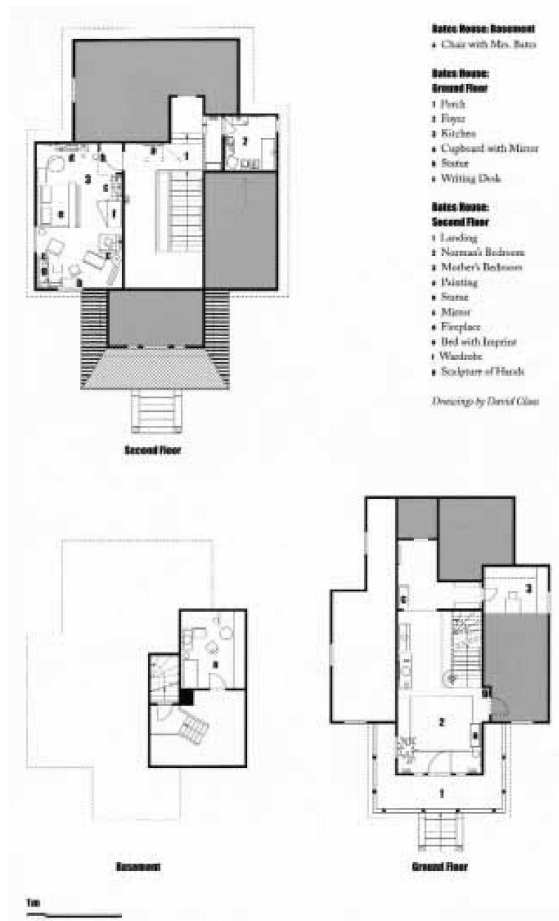 Bates House: Basement
a Chair with Mrs. Bates
Bates House:
Ground Floor
1 Porch
2 Foyer
3 Kitchen
a Cupboard with Mirror
b Statue
c Writing Desk
Bates House:
Second Floor
1 Landing
2 Norman's Bedroom
3 Mother's Bedroom
a Painting
b Statue
c Mirror
d Fireplace
e Bed with Imprint
f Wardrobe
g Sculpture of Hands
Drawings by David Claus
d
h
3
c
e
f
1
2
Second Floor
a
3
2
1
Basement
Ground Floor
1m